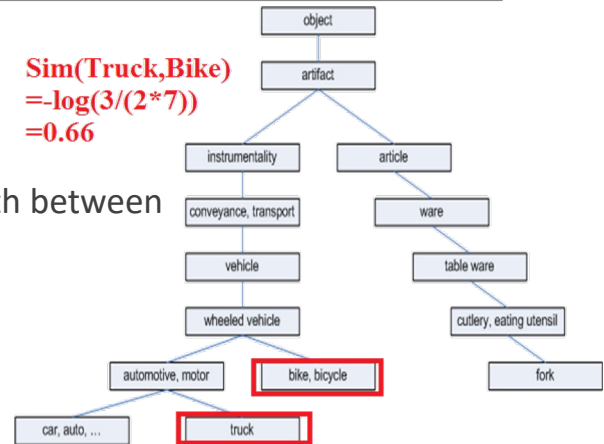 object
Sim(Truck,Bike)
=-log(3/(2*7))
=0.66
artifact
instrumentality
article
th between
conveyance, transport
ware
vehicle
table ware
wheeled vehicle
cutlery, eating utensil
automotive, motor
bike, bicycle
fork
car, auto, ...
truck